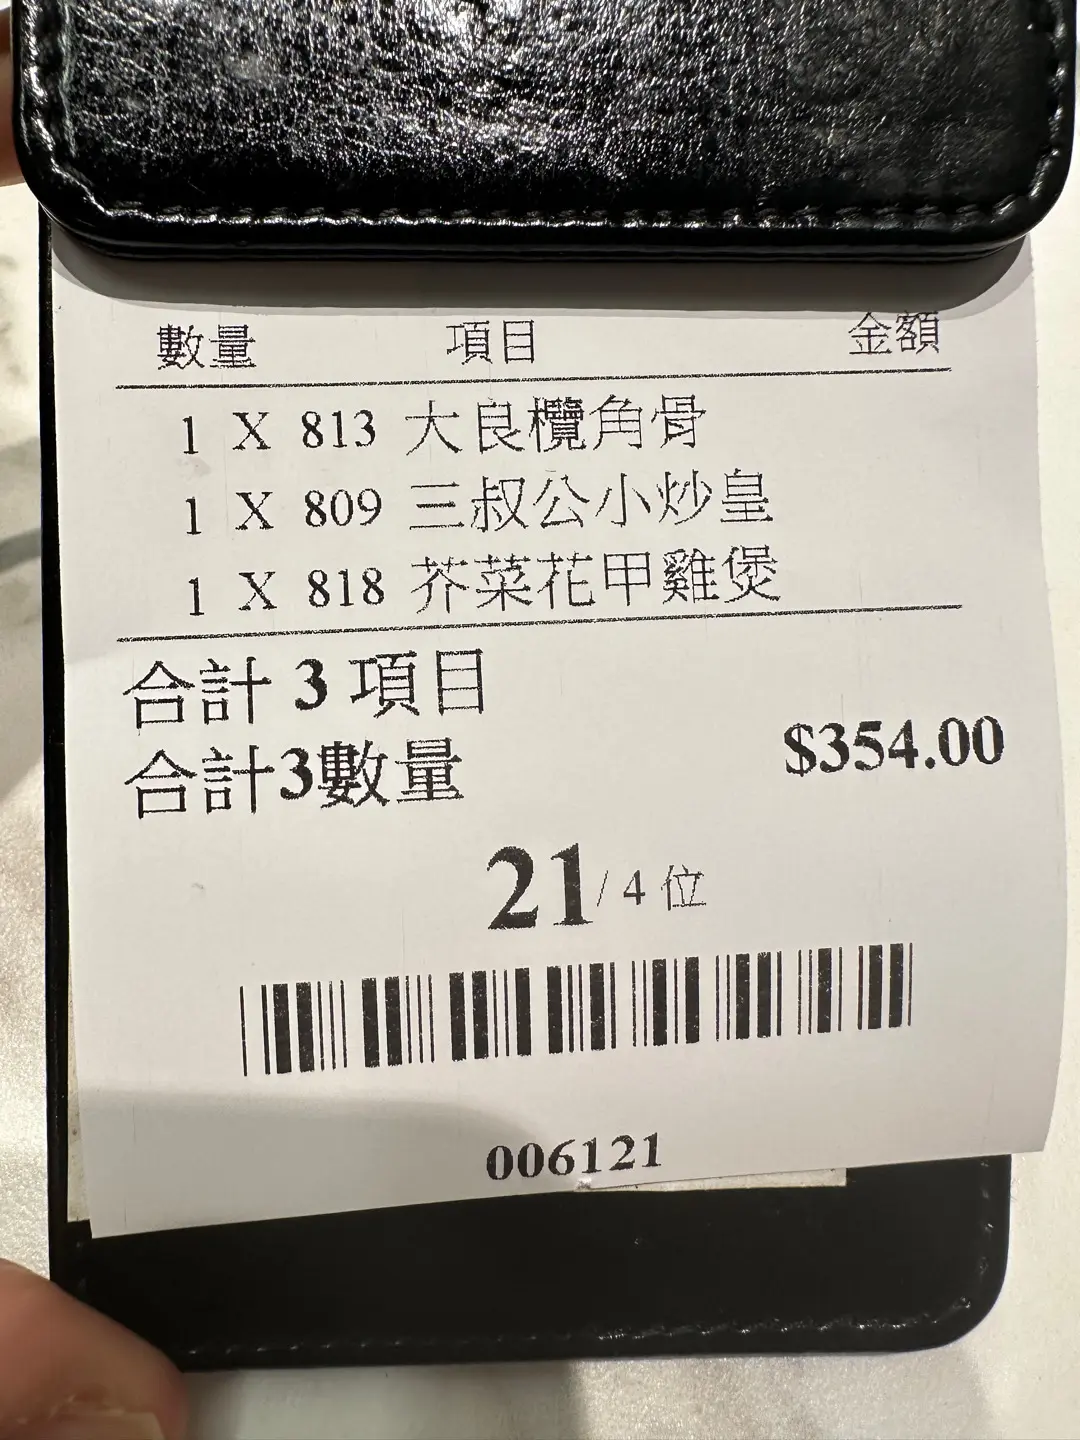 數量 項目 金額
1 X 813 大良欖角骨
1 X 809 三叔公小炒皇
1 X 818 芥菜花甲雞煲
合計 3 項目
合計3數量 $354.00
21/ 4 位
006121